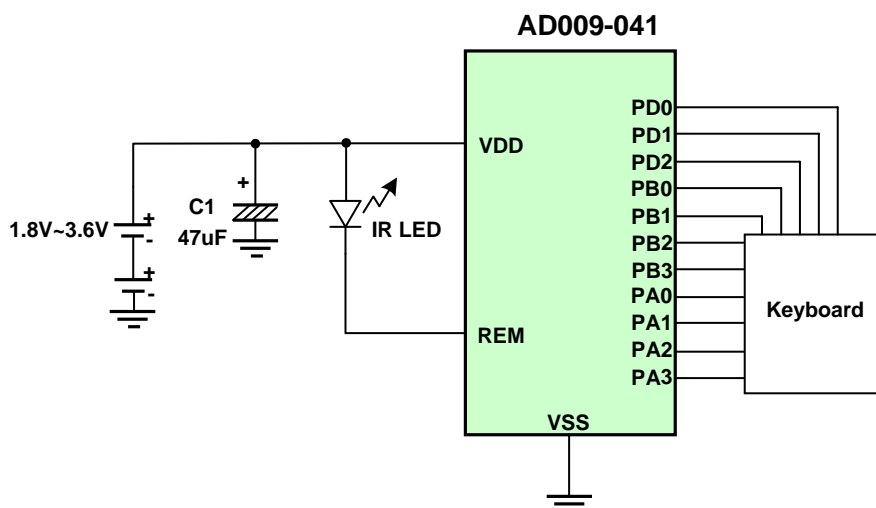 AD009-041
PD0
PD1
PD2
PB0
PB1
PB2
PB3
PA0
PA1
PA2
PA3
VDD
REM
VSS
1.8V~3.6V
+
-
+
-
+
C1
47uF
IR LED
Keyboard